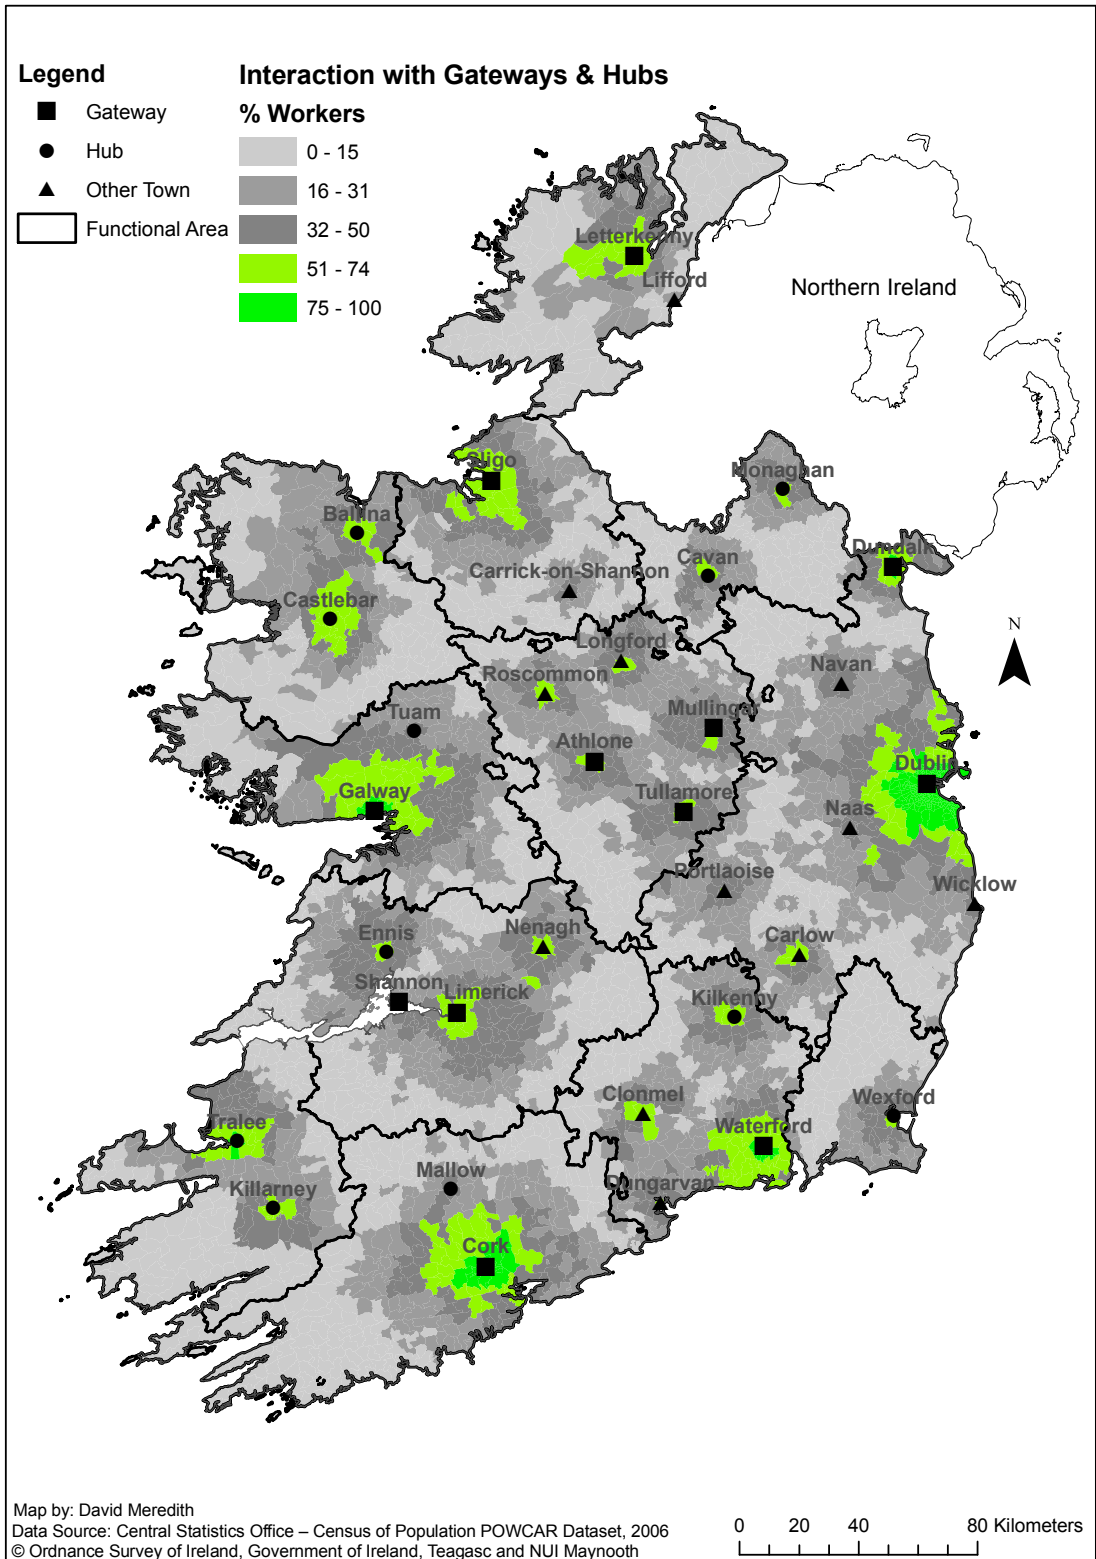 Legend
Gateway
Hub
Other Town
Functional Area
Interaction with Gateways & Hubs
% Workers
0 - 15
16 - 31
32 - 50
51 - 74
75 - 100
Northern Ireland
Letterkenny
Lifford
Sligo
Monaghan
Ballina
Dundalk
Cavan
Carrick-on-Shannon
Castlebar
N
Longford
Navan
Roscommon
Mullingar
Tuam
Athlone
Dublin
Galway
Tullamore
Naas
Portlaoise
Wicklow
Ennis
Nenagh
Carlow
Shannon
Limerick
Kilkenny
Clonmel
Wexford
Tralee
Waterford
Mallow
Killarney
Dungarvan
Cork
Map by: David Meredith
Data Source: Central Statistics Office – Census of Population POWCAR Dataset, 2006
© Ordnance Survey of Ireland, Government of Ireland, Teagasc and NUI Maynooth
0 20 40 80 Kilometers